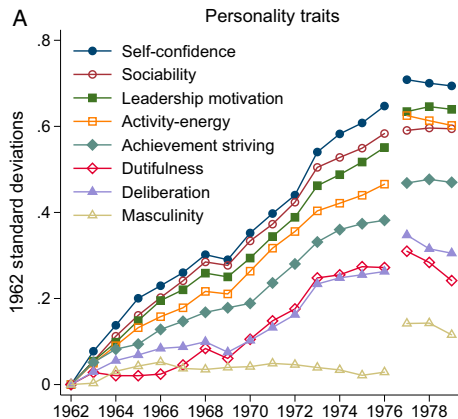 A
Personality traits
1962 standard deviations
.8
.6
.4
.2
0
Self-confidence
Sociability
Leadership motivation
Activity-energy
Achievement striving
Dutifulness
Deliberation
Masculinity
1962 1964 1966 1968 1970 1972 1974 1976 1978